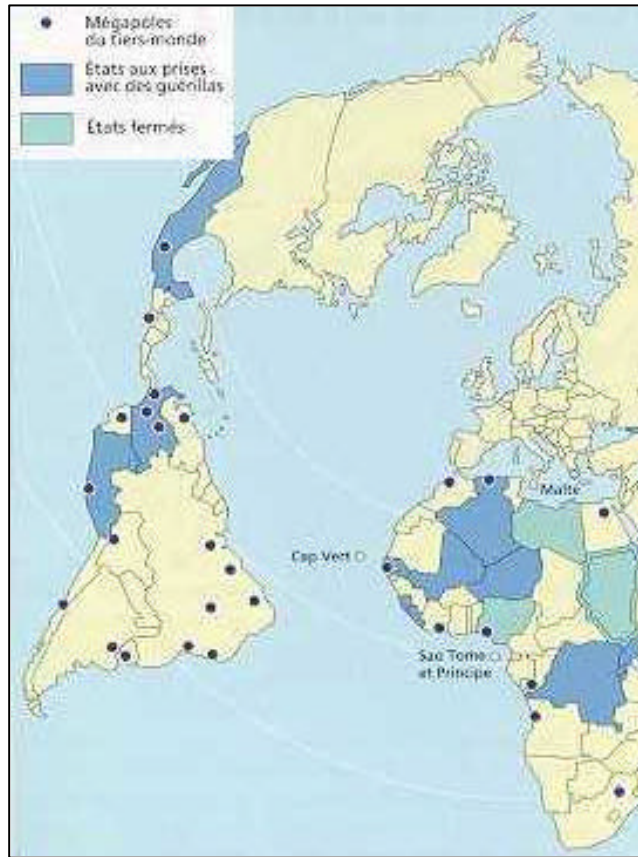 Mégapoles
du tiers-monde
États aux prises
avec des guérillas
États fermés
Malte
Cap Vert
Sao Tome
et Principe